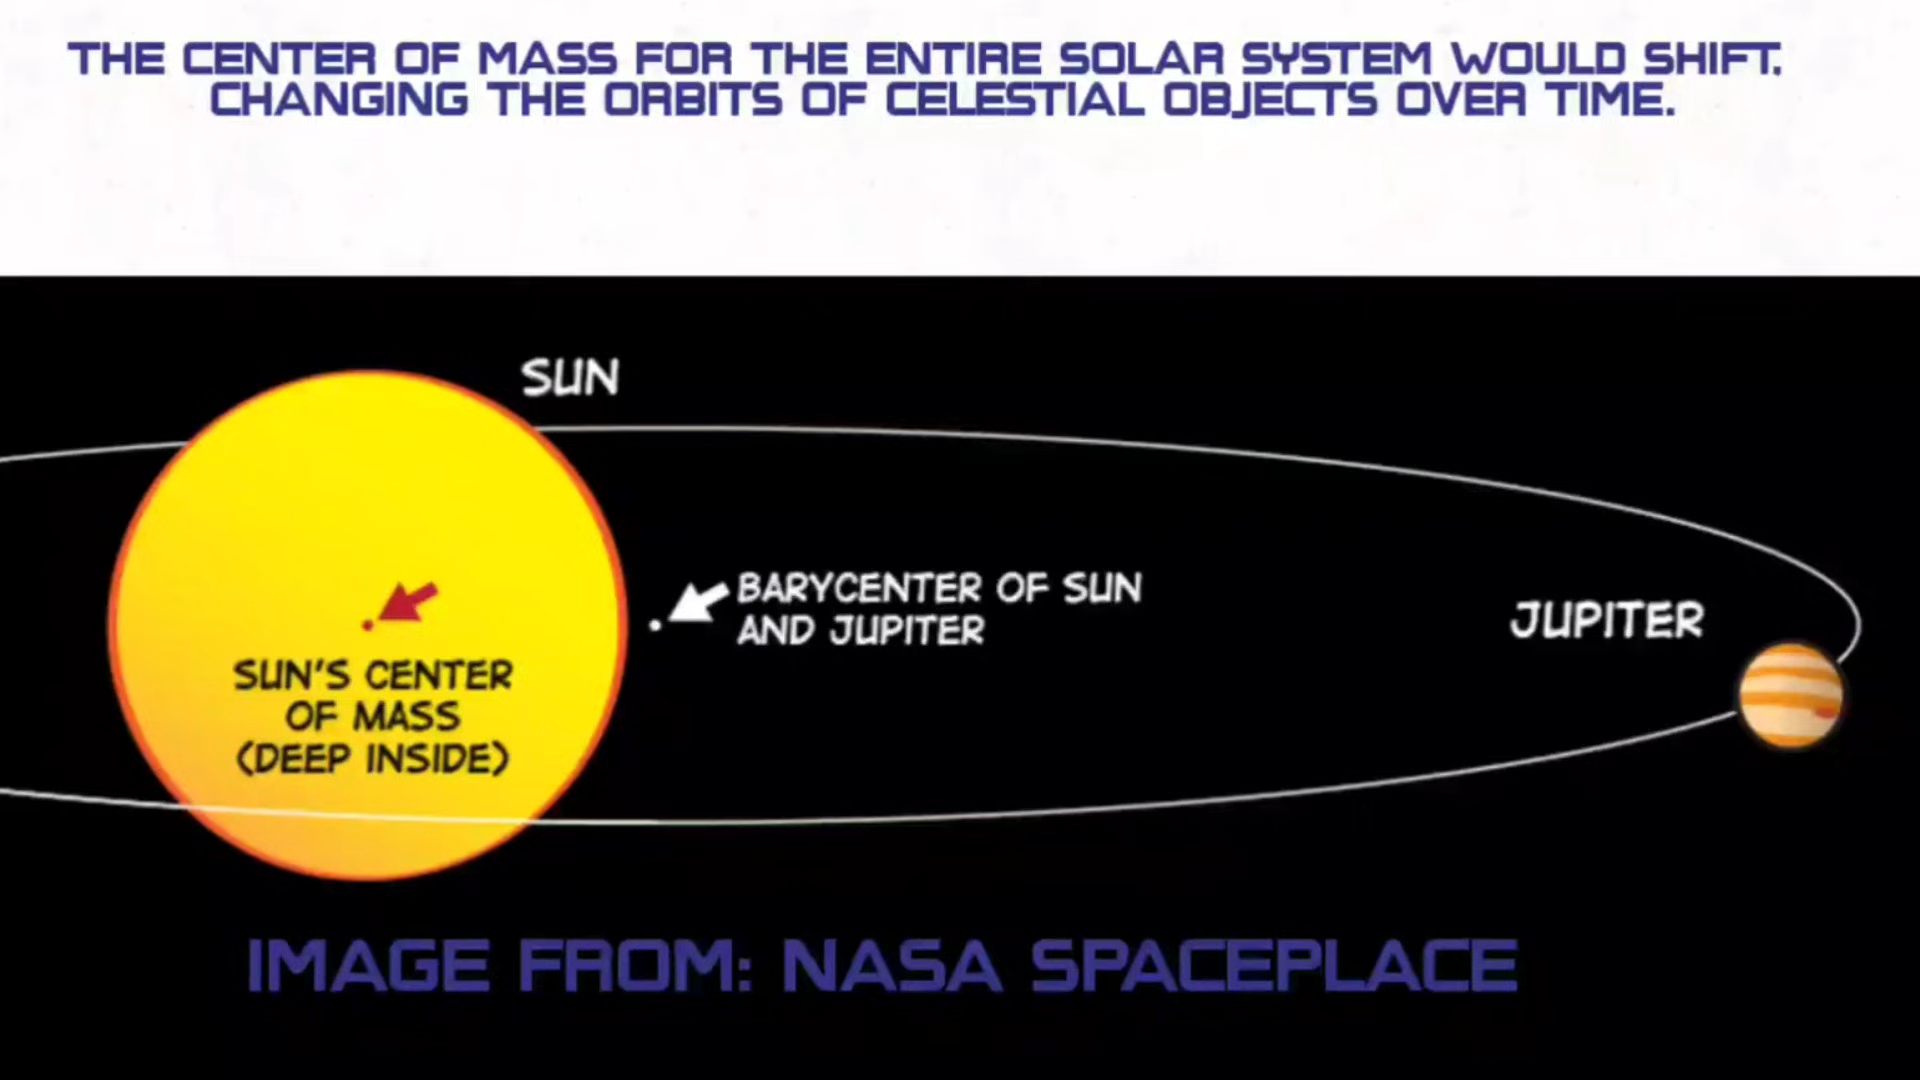 THE CENTER OF MASS FOR THE ENTIRE SOLAR SYSTEM WOULD SHIFT,
CHANGING THE ORBITS OF CELESTIAL OBJECTS OVER TIME.
SUN
BARYCENTER OF SUN
AND JUPITER
JUPITER
SUN'S CENTER
OF MASS
(DEEP INSIDE)
IMAGE FROM: NASA SPACEPLACE